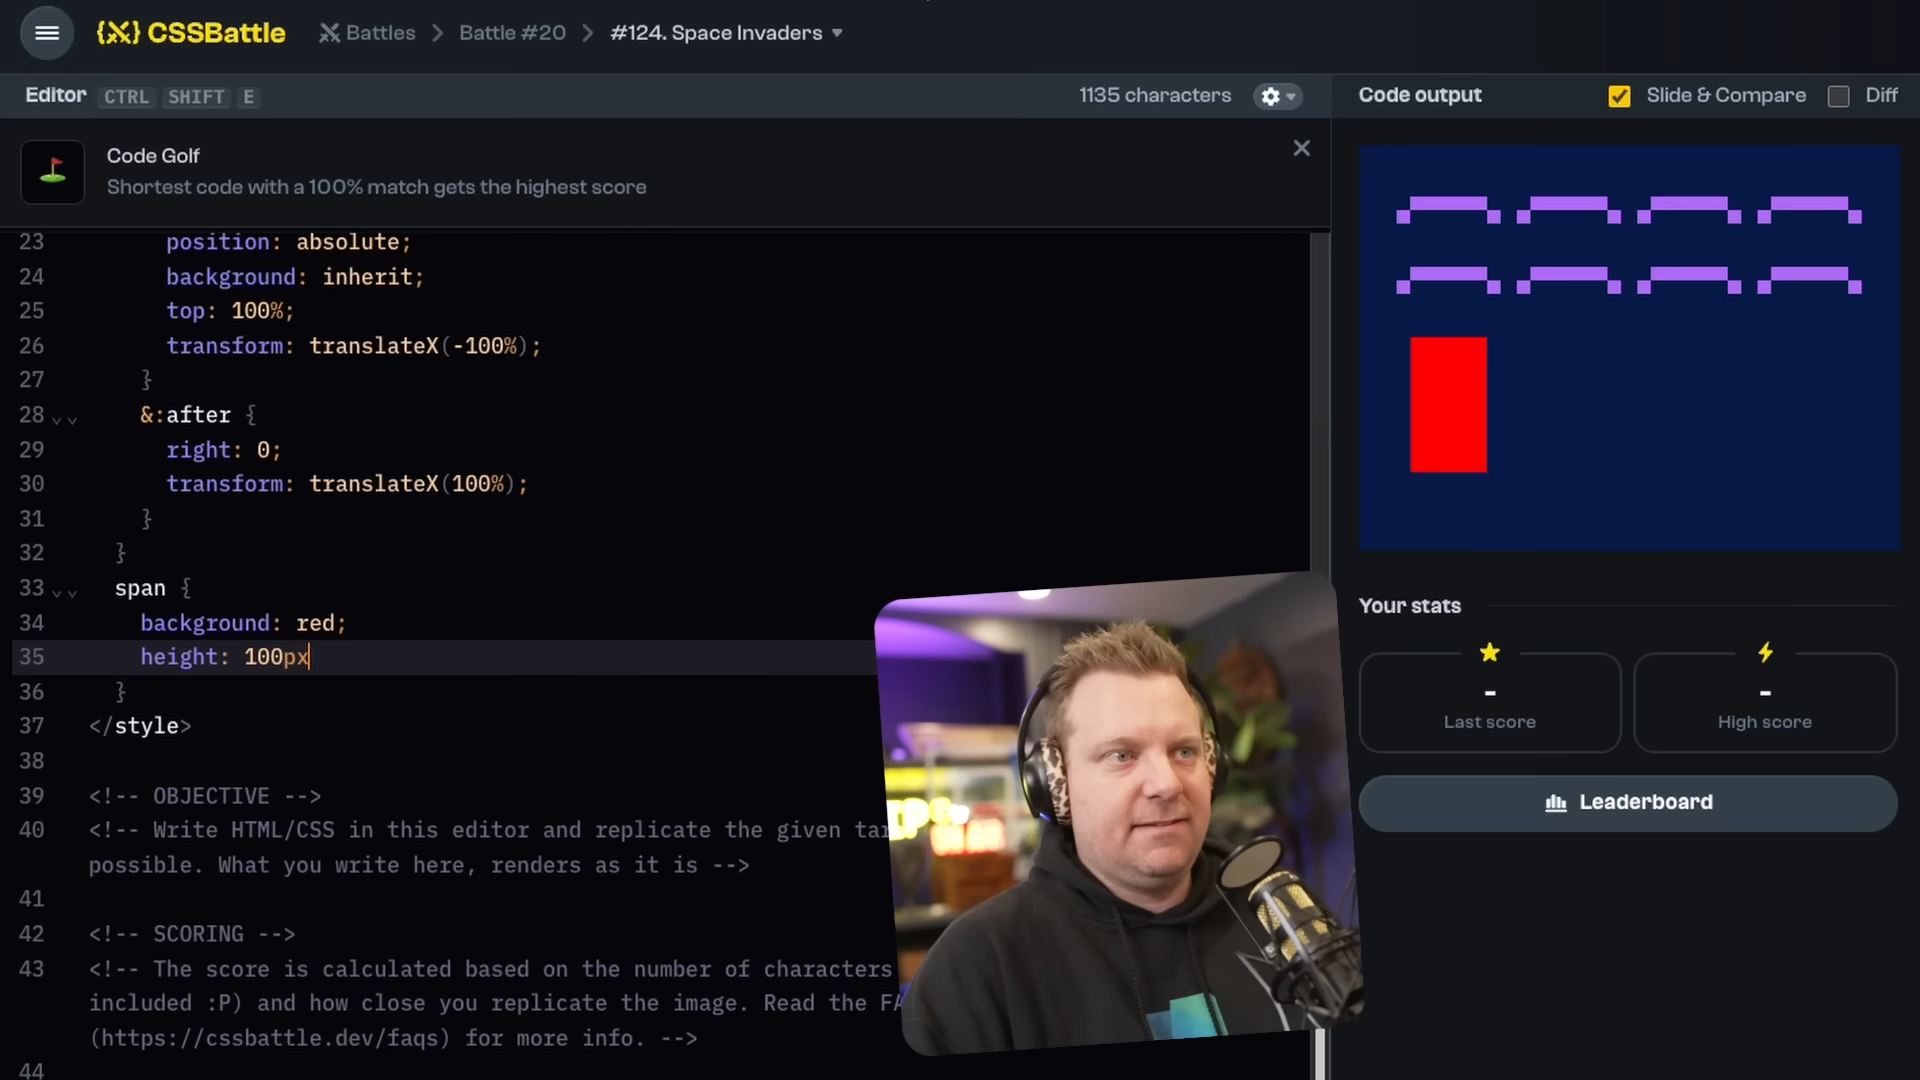 {X} CSSBattle
Battles
Battle #20
#124. Space Invaders
Editor CTRL SHIFT E
1135 characters
Code output
Slide & Compare
Diff
Code Golf
Shortest code with a 100% match gets the highest score
23 position: absolute;
24 background: inherit;
25 top: 100%;
26 transform: translateX(-100%);
27 }
28 &:after {
29 right: 0;
30 transform: translateX(100%);
31 }
32 }
33 span {
34 background: red;
35 height: 100px
36 }
37 </style>
38
39 <!-- OBJECTIVE -->
40 <!-- Write HTML/CSS in this editor and replicate the given tar
possible. What you write here, renders as it is -->
41
42 <!-- SCORING -->
43 <!-- The score is calculated based on the number of characters
included :P) and how close you replicate the image. Read the FA
(https://cssbattle.dev/faqs) for more info. -->
44
Your stats
-
Last score
-
High score
Leaderboard